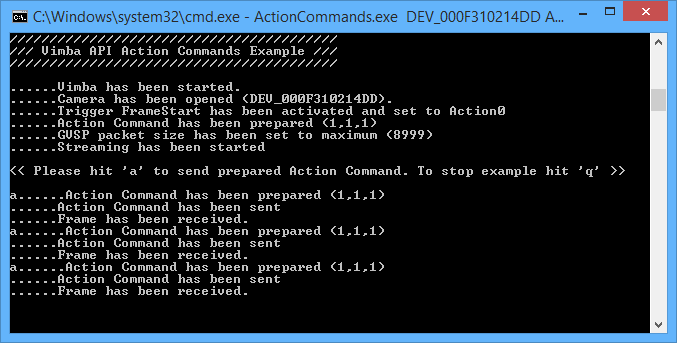 C:\Windows\system32\cmd.exe - ActionCommands.exe  DEV_000F310214DD A...
/////////////////////////////////////////
/// Vimba API Action Commands Example ///
/////////////////////////////////////////
......Vimba has been started.
......Camera has been opened (DEV_000F310214DD).
......Trigger FrameStart has been activated and set to Action0
......Action Command has been prepared (1,1,1)
......GVSP packet size has been set to maximum (8999)
......Streaming has been started
<< Please hit 'a' to send prepared Action Command. To stop example hit 'q' >>
a......Action Command has been prepared (1,1,1)
......Action Command has been sent
......Frame has been received.
a......Action Command has been prepared (1,1,1)
......Action Command has been sent
......Frame has been received.
a......Action Command has been prepared (1,1,1)
......Action Command has been sent
......Frame has been received.